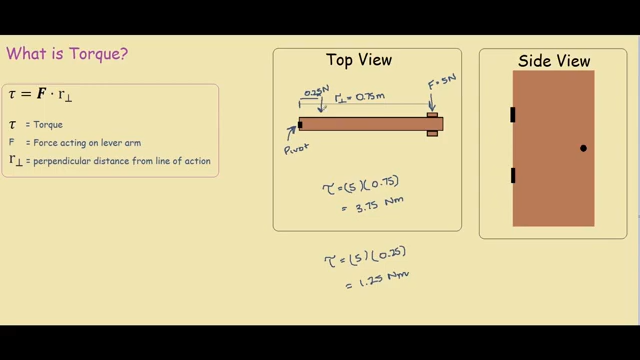 What is Torque?
τ = F · r⊥
τ = Torque
F = Force acting on lever arm
r⊥ = perpendicular distance from line of action
Top View
0.25N
F = 5N
r⊥ = 0.75m
Pivot
τ = (5)(0.75)
= 3.75 Nm
τ = (5)(0.25)
= 1.25 Nm
Side View